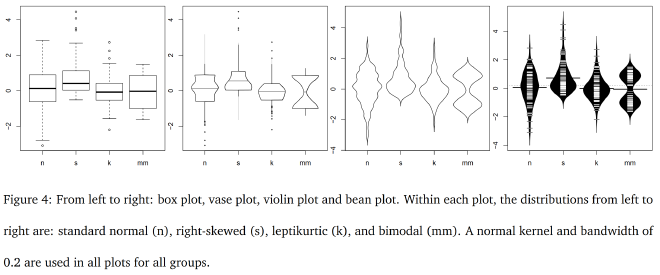 4
2
0
−2
n
s
k
mm
4
2
0
−2
n
s
k
mm
4
2
0
−2
−4
n
s
k
mm
4
2
0
−2
−4
n
s
k
mm
Figure 4: From left to right: box plot, vase plot, violin plot and bean plot. Within each plot, the distributions from left to
right are: standard normal (n), right-skewed (s), leptikurtic (k), and bimodal (mm). A normal kernel and bandwidth of
0.2 are used in all plots for all groups.